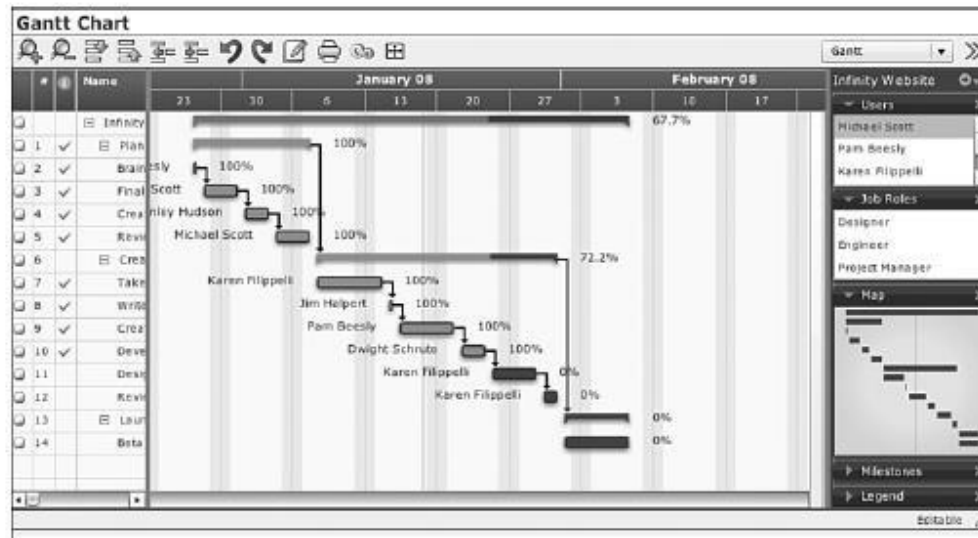 Gantt Chart
Gantt
# Name January 08 February 08 Infinity Website
23 30 6 13 20 27 3 10 17
Users
Infinity 67.7% Michael Scott
1 Plan 100% Pam Beesly
2 Brain esly 100% Karen Filippelli
3 Final Scott 100% Job Roles
4 Crea nley Hudson 100% Designer
5 Revi Michael Scott 100% Engineer
6 Crea 72.2% Project Manager
7 Take Karen Filippelli 100% Map
8 Write Jim Halpert 100%
9 Crea Pam Beesly 100%
10 Deve Dwight Schrute 100%
11 Desi Karen Filippelli 0%
12 Revi Karen Filippelli 0%
13 Laun 0%
14 Beta 0%
Milestones
Legend
Editable